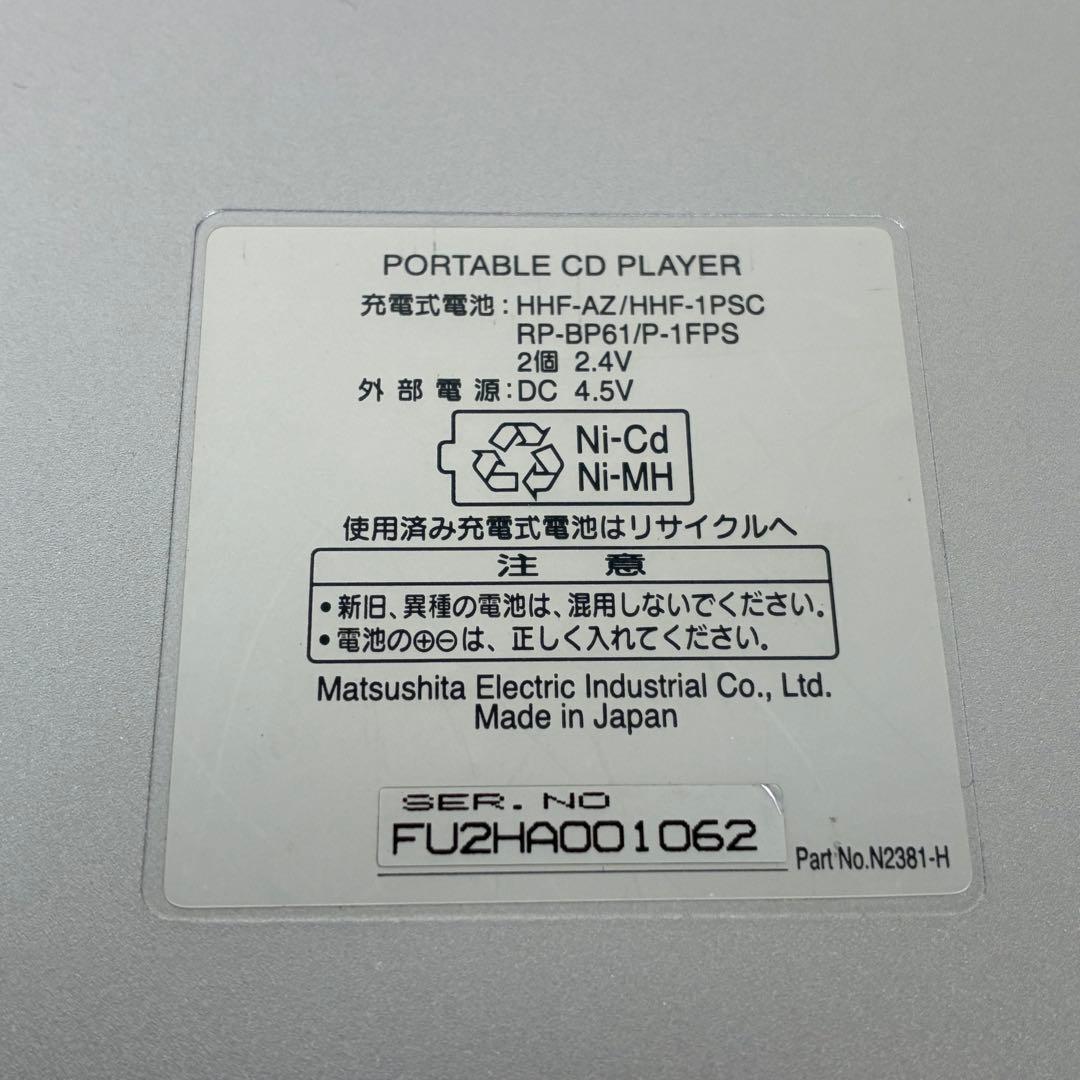 PORTABLE CD PLAYER
充電式電池：HHF-AZ/HHF-1PSC
RP-BP61/P-1FPS
2個 2.4V
外部電源：DC 4.5V
Ni-Cd
Ni-MH
使用済み充電式電池はリサイクルへ
注意
•新旧、異種の電池は、混用しないでください。
•電池の⊕⊖は、正しく入れてください。
Matsushita Electric Industrial Co., Ltd.
Made in Japan
SER. NO
FU2HA001062
Part No.N2381-H